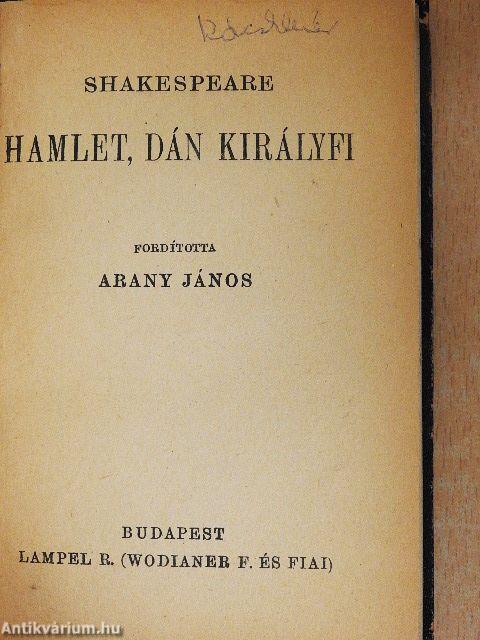 SHAKESPEARE
HAMLET, DÁN KIRÁLYFI
FORDÍTOTTA
ARANY JÁNOS
BUDAPEST
LAMPEL R. (WODIANER F. ÉS FIAI)
Antikvárium.hu